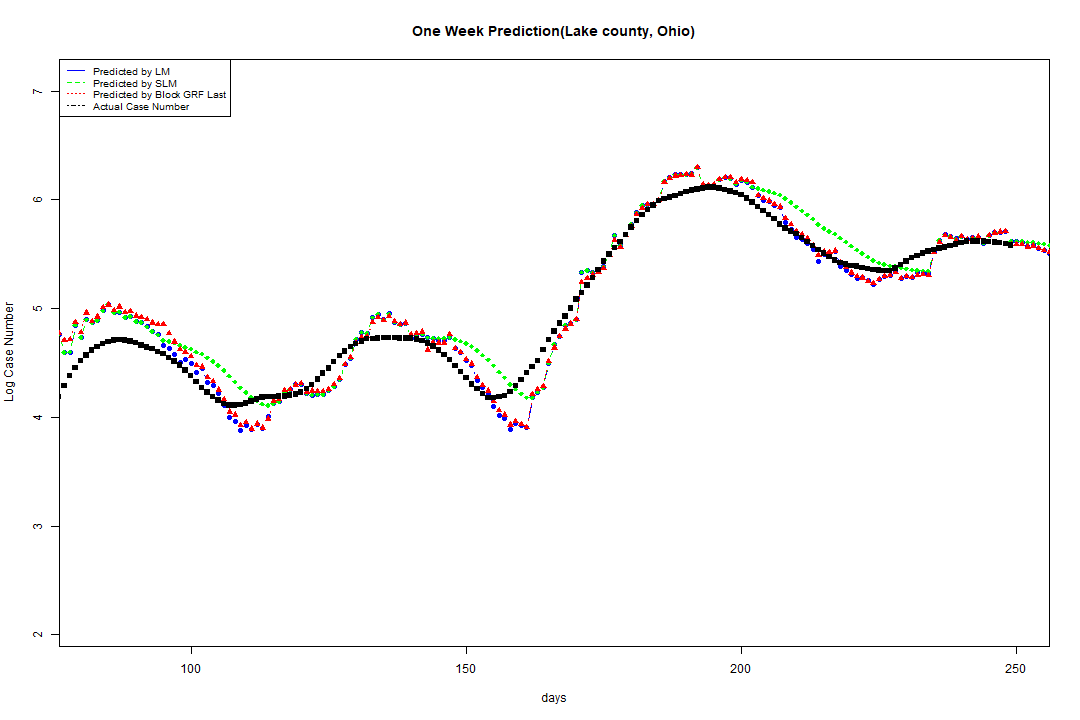 One Week Prediction(Lake county, Ohio)
Predicted by LM
Predicted by SLM
Predicted by Block GRF Last
Actual Case Number
7
6
5
4
3
2
Log Case Number
100 150 200 250
days